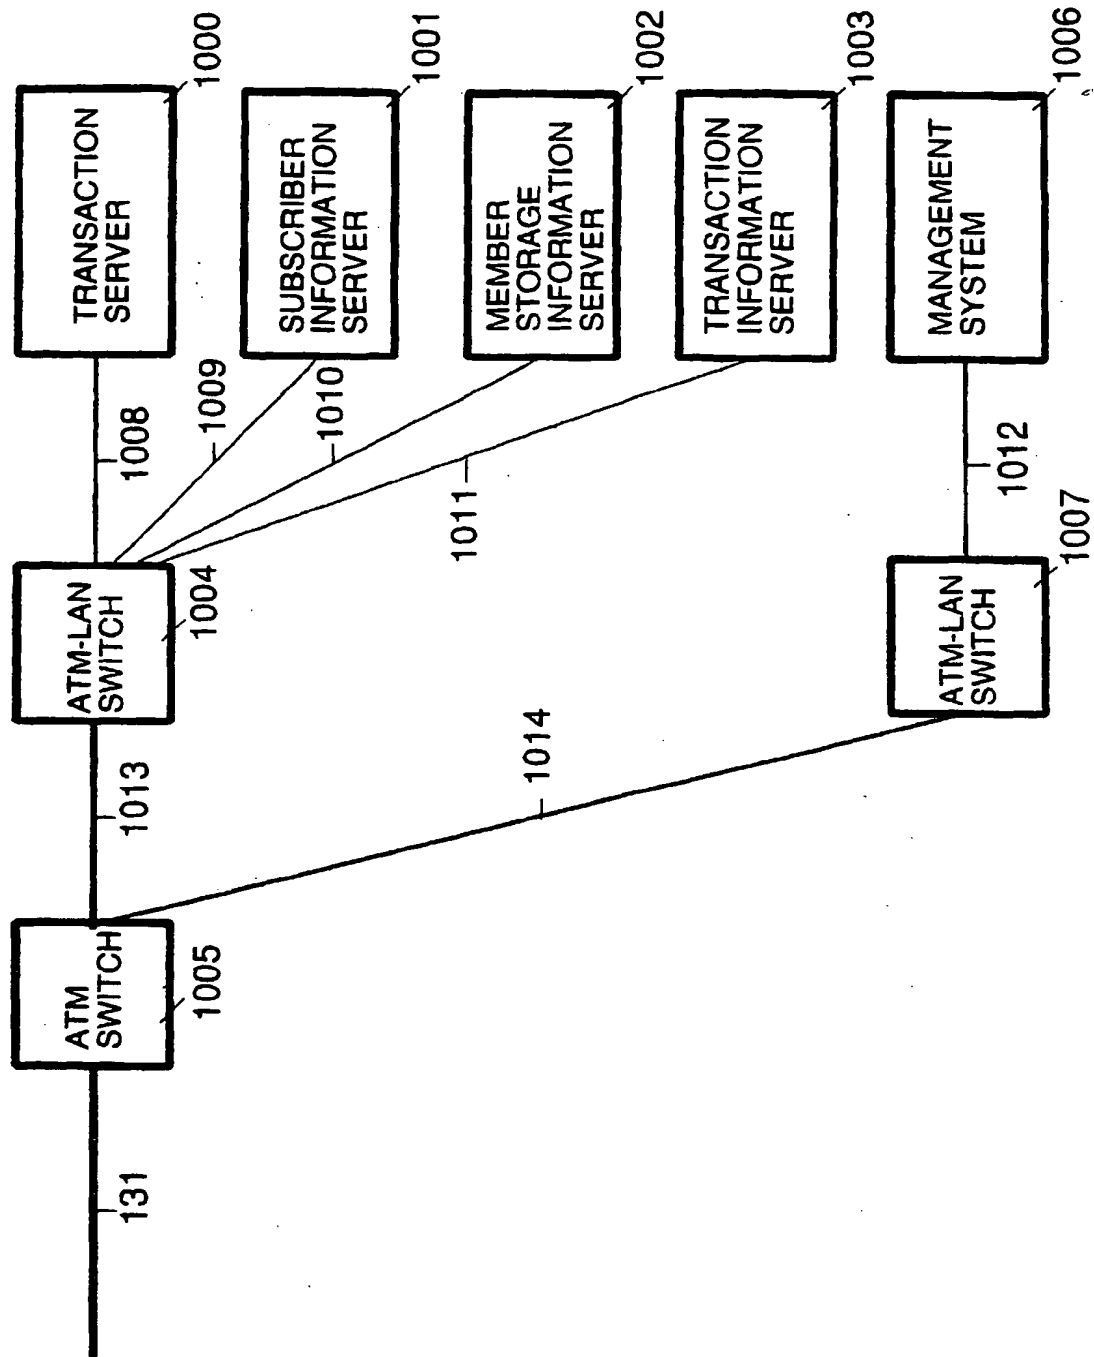 TRANSACTION
SERVER
1000
SUBSCRIBER
INFORMATION
SERVER
1001
MEMBER
STORAGE
INFORMATION
SERVER
1002
TRANSACTION
INFORMATION
SERVER
1003
MANAGEMENT
SYSTEM
1006
1008
1009
1010
1011
1012
ATM-LAN
SWITCH
1004
ATM-LAN
SWITCH
1007
1013
1014
ATM
SWITCH
1005
131